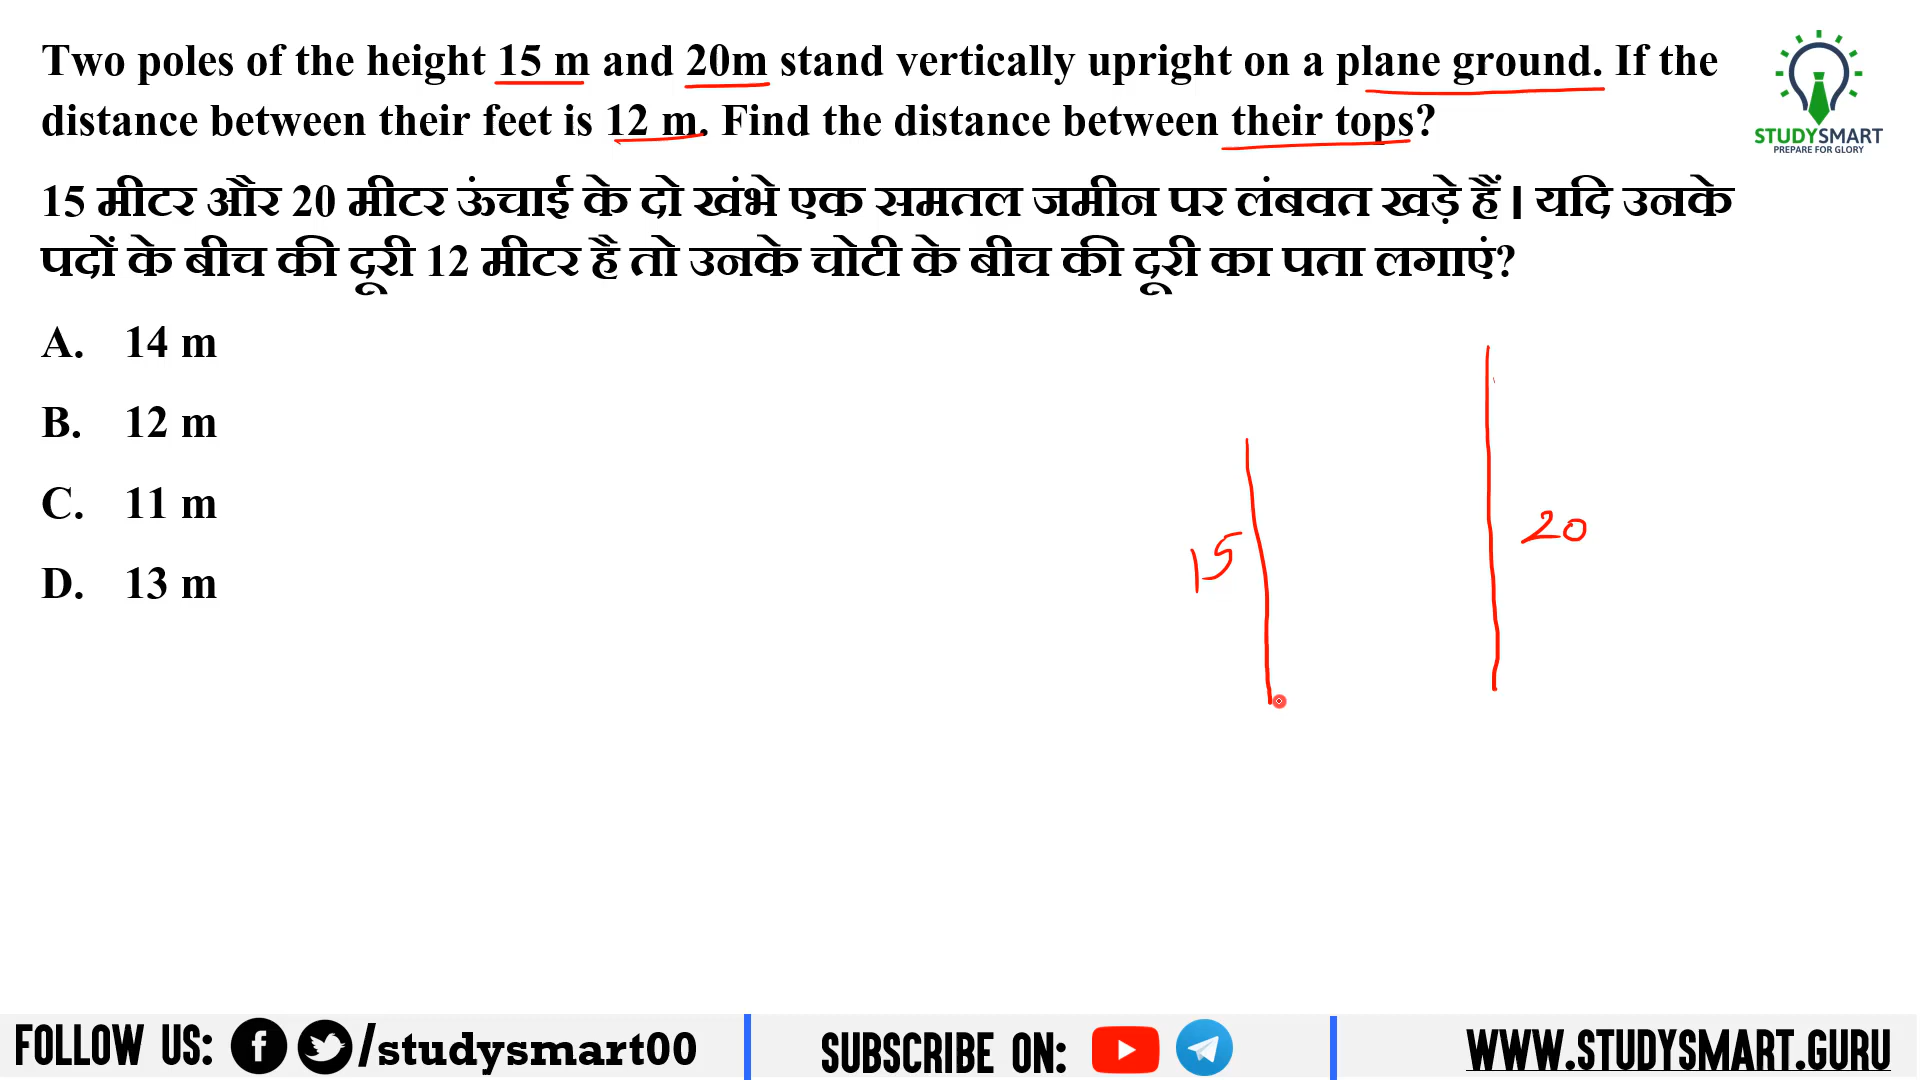 Two poles of the height 15 m and 20m stand vertically upright on a plane ground. If the
distance between their feet is 12 m. Find the distance between their tops?
STUDYSMART
PREPARE FOR GLORY
15 मीटर और 20 मीटर ऊंचाई के दो खंभे एक समतल जमीन पर लंबवत खड़े हैं। यदि उनके
पदों के बीच की दूरी 12 मीटर है तो उनके चोटी के बीच की दूरी का पता लगाएं?
A. 14 m
B. 12 m
C. 11 m
D. 13 m
15
20
FOLLOW US: /studysmart00
SUBSCRIBE ON:
WWW.STUDYSMART.GURU